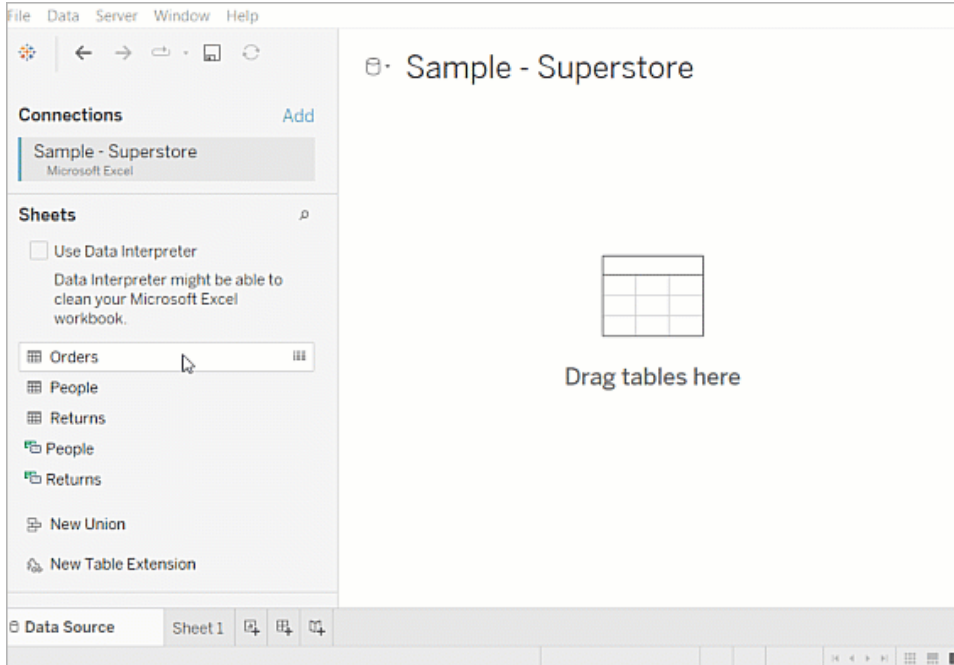 File Data Server Window Help
Sample - Superstore
Connections Add
Sample - Superstore
Microsoft Excel
Sheets
Use Data Interpreter
Data Interpreter might be able to
clean your Microsoft Excel
workbook.
Orders
People
Returns
People
Returns
New Union
New Table Extension
Drag tables here
Data Source Sheet 1